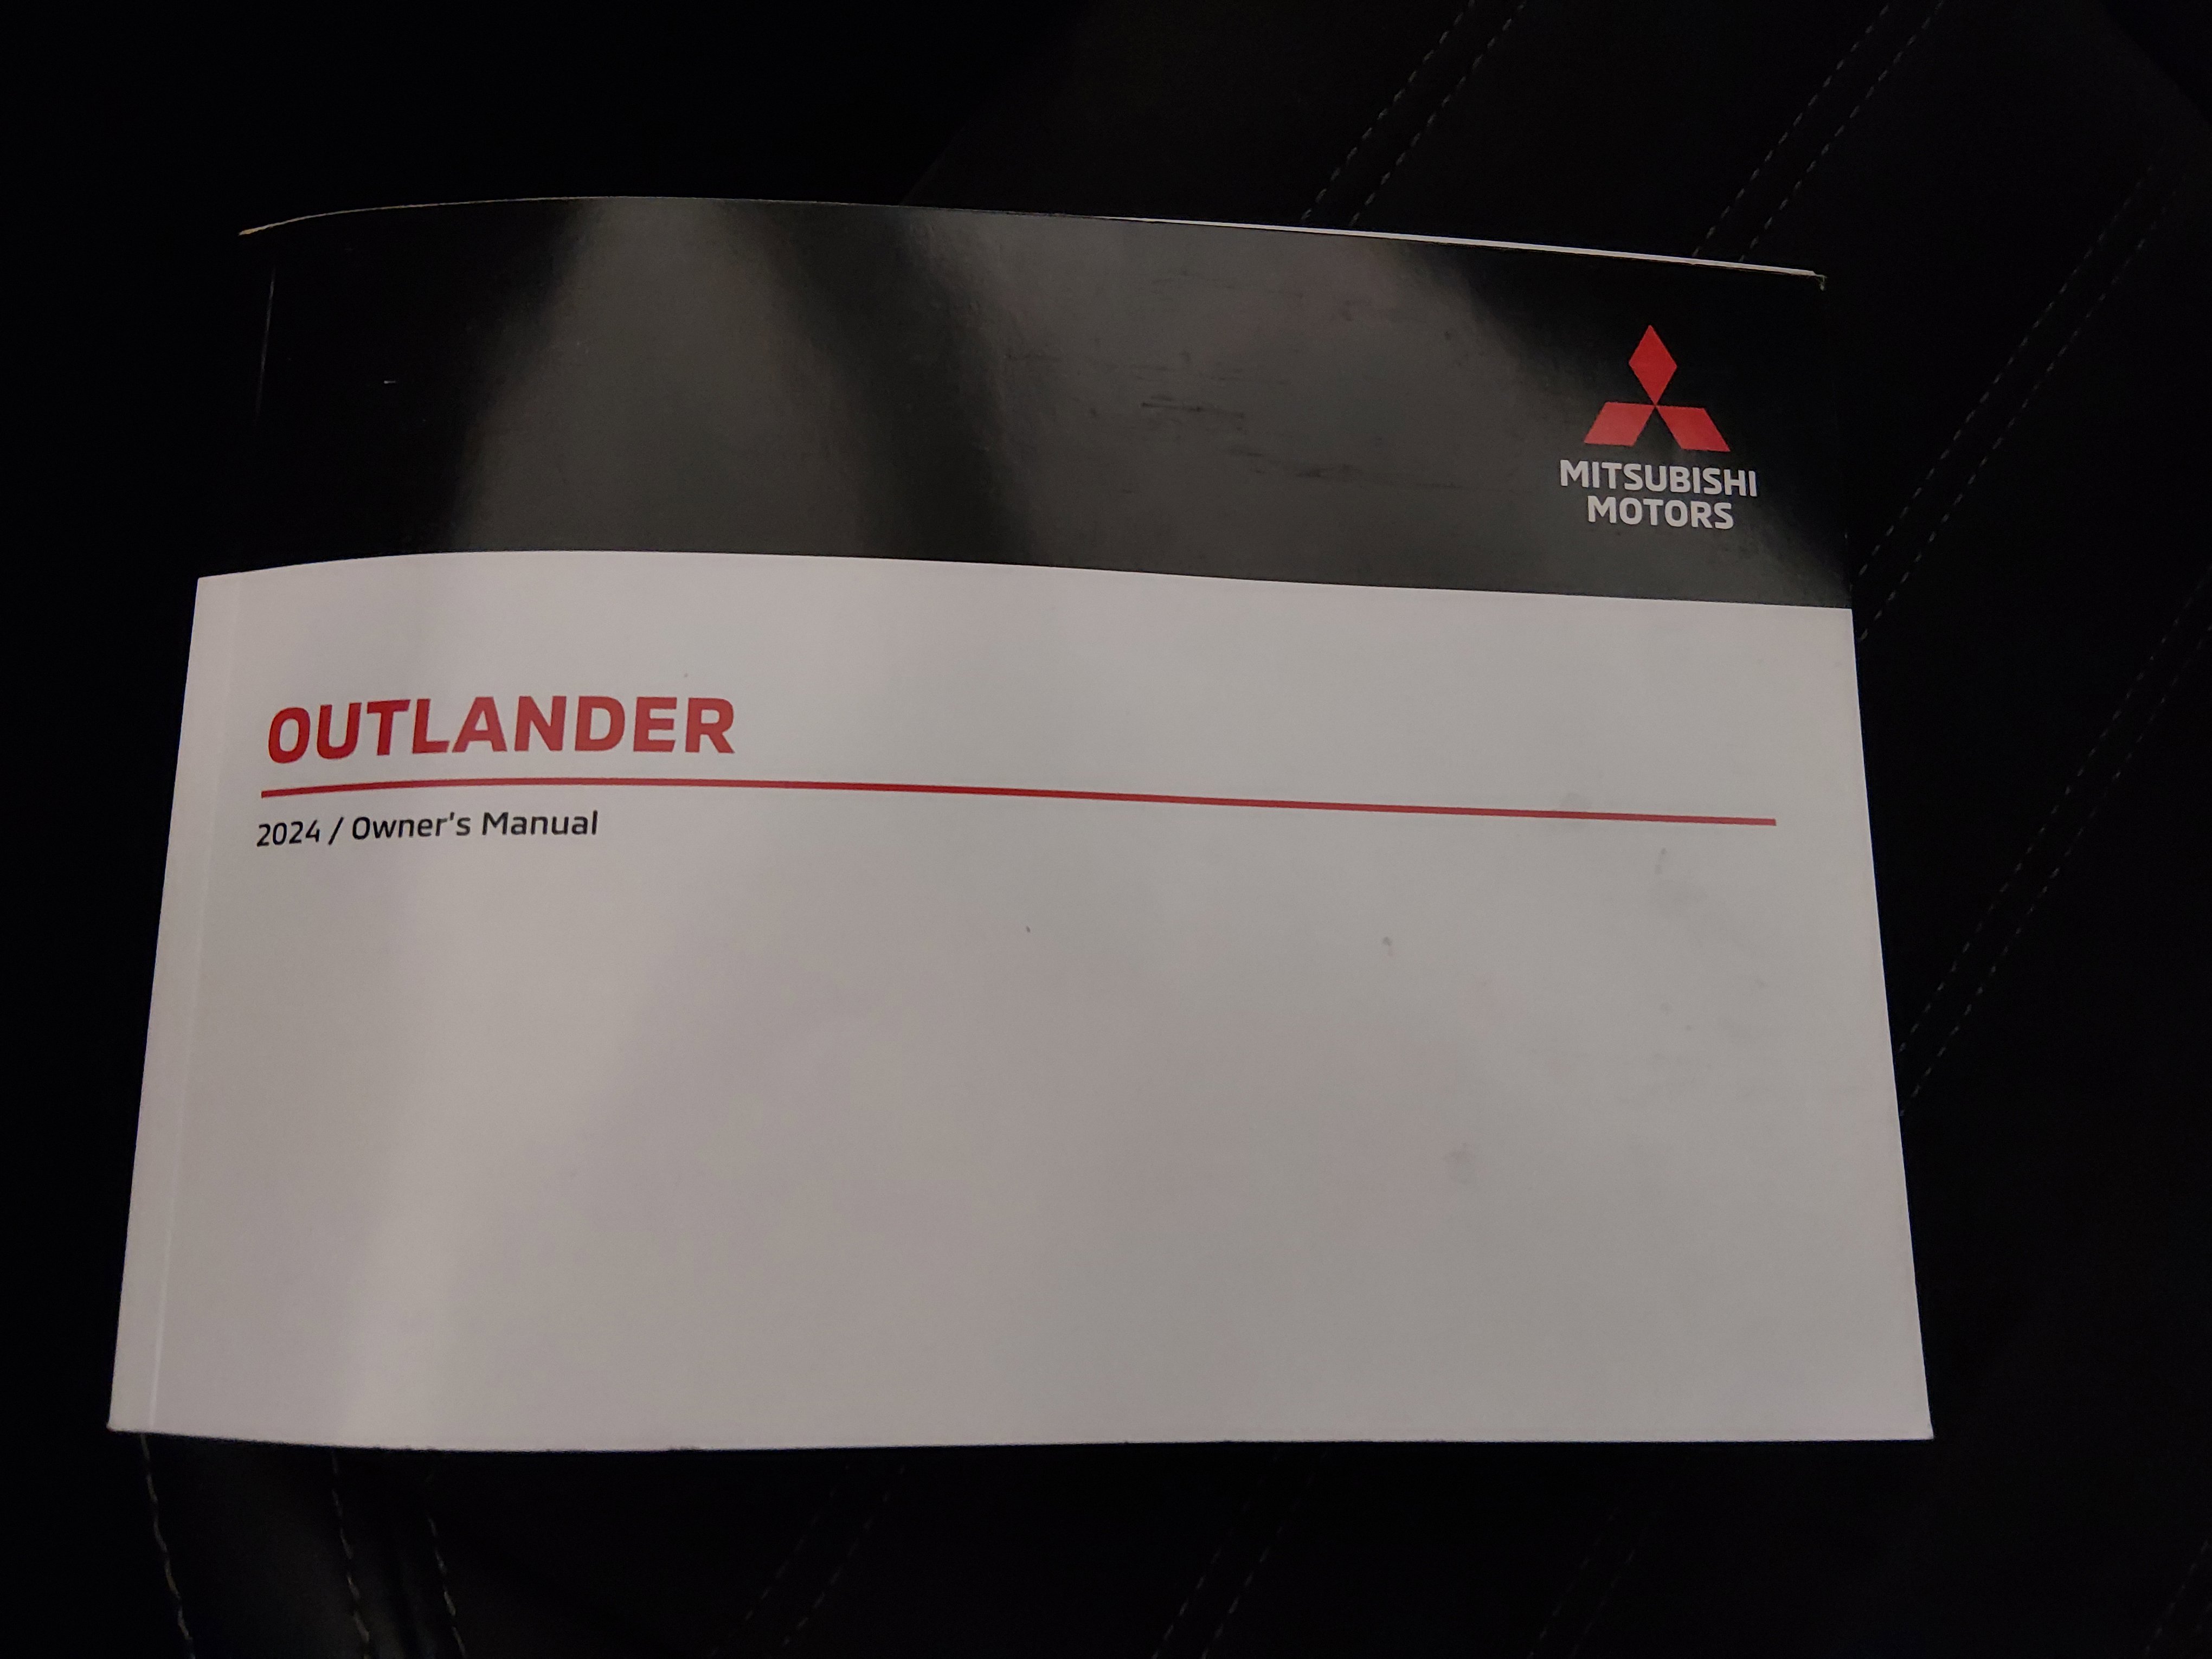 MITSUBISHI
MOTORS
OUTLANDER
2024 / Owner's Manual